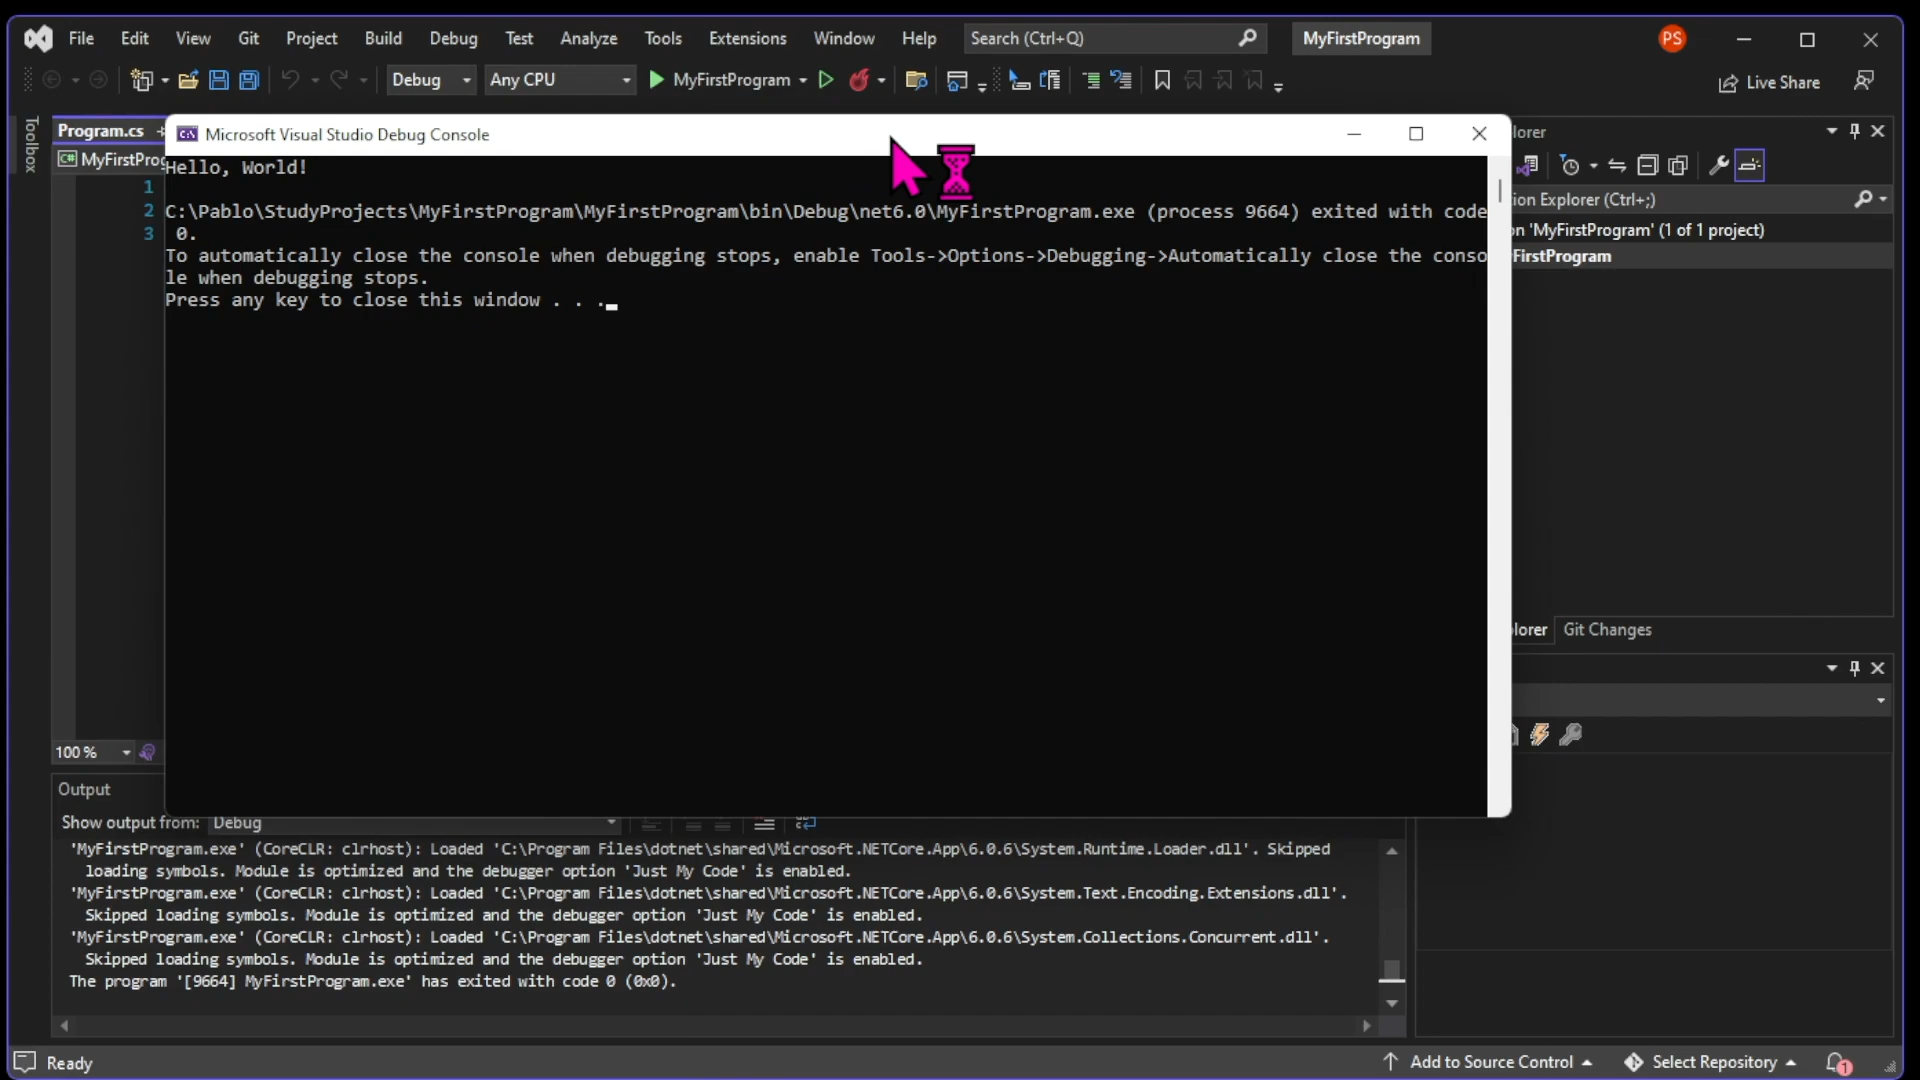 File Edit View Git Project Build Debug Test Analyze Tools Extensions Window Help Search (Ctrl+Q) MyFirstProgram PS
Debug Any CPU MyFirstProgram Live Share
Toolbox
Program.cs
Microsoft Visual Studio Debug Console
lorer
MyFirstProg
Hello, World!
1
2
3
C:\Pablo\StudyProjects\MyFirstProgram\MyFirstProgram\bin\Debug\net6.0\MyFirstProgram.exe (process 9664) exited with code
0.
To automatically close the console when debugging stops, enable Tools->Options->Debugging->Automatically close the conso
le when debugging stops.
Press any key to close this window . . .
ion Explorer (Ctrl+;)
on 'MyFirstProgram' (1 of 1 project)
FirstProgram
lorer Git Changes
100 %
Output
Show output from: Debug
'MyFirstProgram.exe' (CoreCLR: clrhost): Loaded 'C:\Program Files\dotnet\shared\Microsoft.NETCore.App\6.0.6\System.Runtime.Loader.dll'. Skipped
loading symbols. Module is optimized and the debugger option 'Just My Code' is enabled.
'MyFirstProgram.exe' (CoreCLR: clrhost): Loaded 'C:\Program Files\dotnet\shared\Microsoft.NETCore.App\6.0.6\System.Text.Encoding.Extensions.dll'.
Skipped loading symbols. Module is optimized and the debugger option 'Just My Code' is enabled.
'MyFirstProgram.exe' (CoreCLR: clrhost): Loaded 'C:\Program Files\dotnet\shared\Microsoft.NETCore.App\6.0.6\System.Collections.Concurrent.dll'.
Skipped loading symbols. Module is optimized and the debugger option 'Just My Code' is enabled.
The program '[9664] MyFirstProgram.exe' has exited with code 0 (0x0).
Ready Add to Source Control Select Repository 1